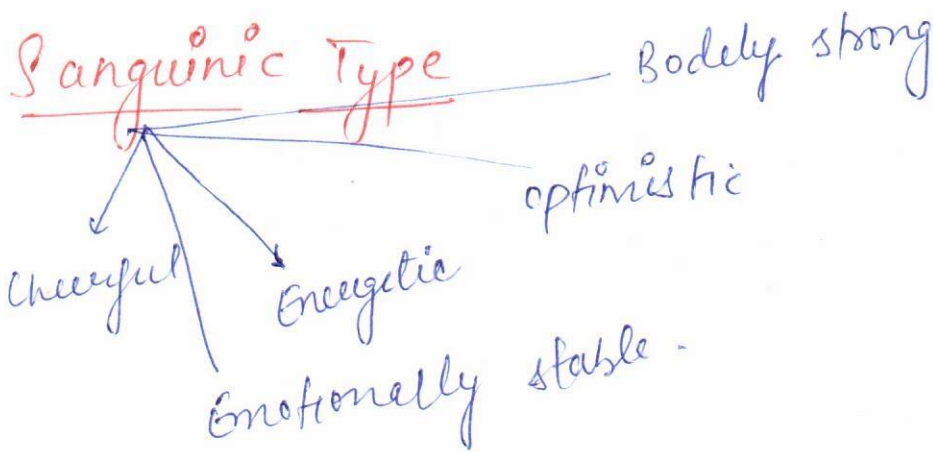 Sanguinic Type
Bodely strong
optimistic
Cheerful
Energetic
Emotionally stable.